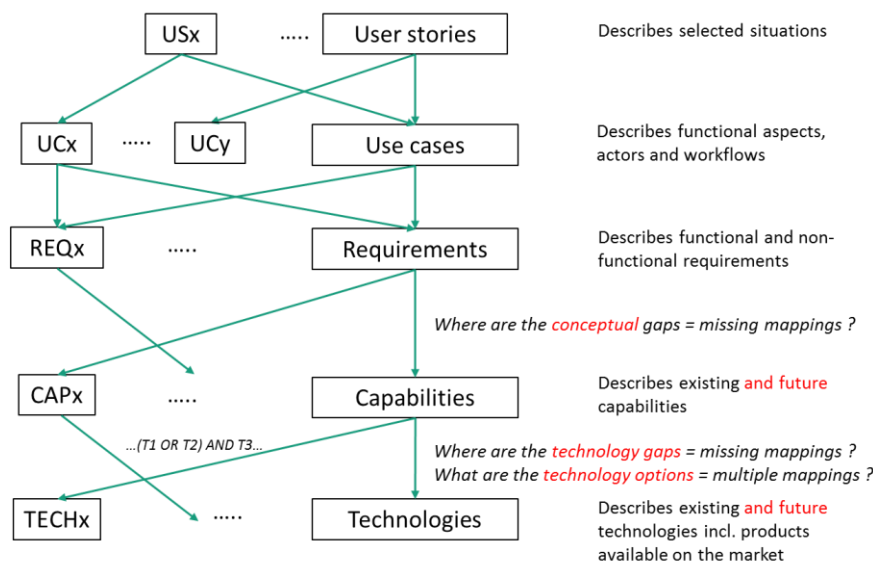 USx ..... User stories Describes selected situations
UCx ..... UCy Use cases Describes functional aspects,
actors and workflows
REQx ..... Requirements Describes functional and non-
functional requirements
Where are the conceptual gaps = missing mappings ?
CAPx ..... Capabilities Describes existing and future
capabilities
...(T1 OR T2) AND T3... Where are the technology gaps = missing mappings ?
What are the technology options = multiple mappings ?
TECHx ..... Technologies Describes existing and future
technologies incl. products
available on the market